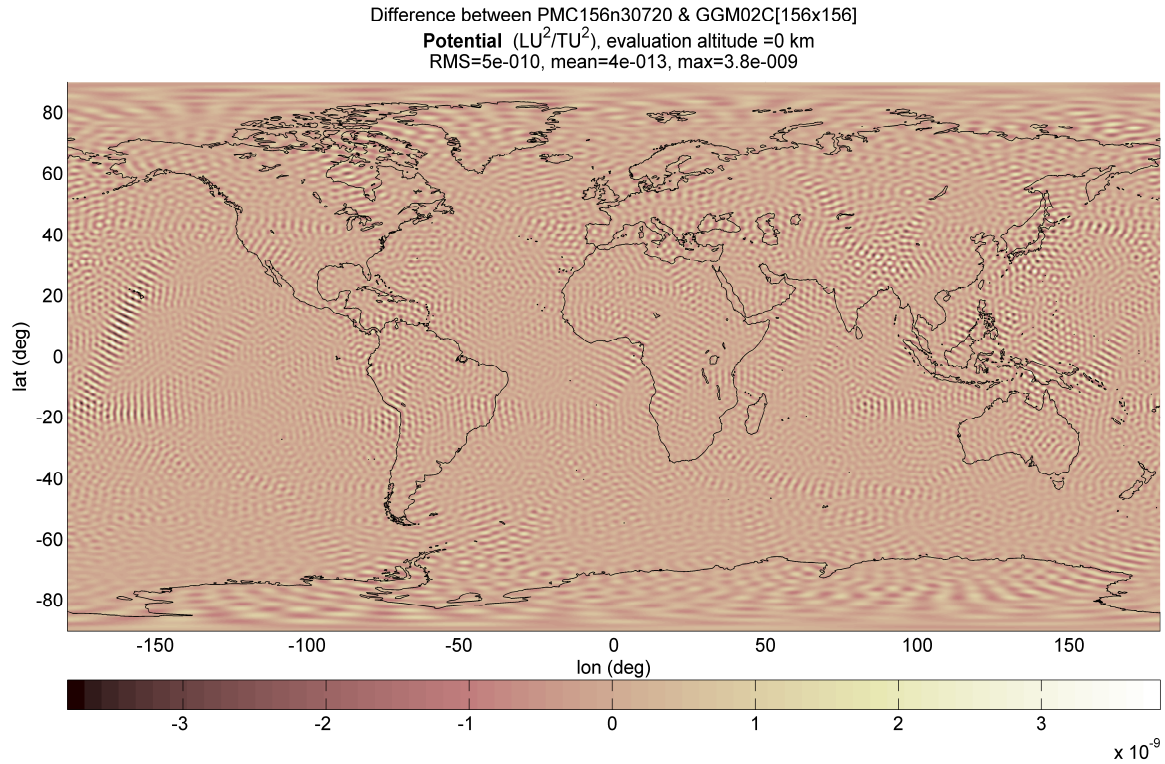 Difference between PMC156n30720 & GGM02C[156x156]
Potential (LU²/TU²), evaluation altitude =0 km
RMS=5e-010, mean=4e-013, max=3.8e-009
80
60
40
20
0
-20
-40
-60
-80
lat (deg)
-150 -100 -50 0 50 100 150
lon (deg)
-3 -2 -1 0 1 2 3
x 10⁻⁹